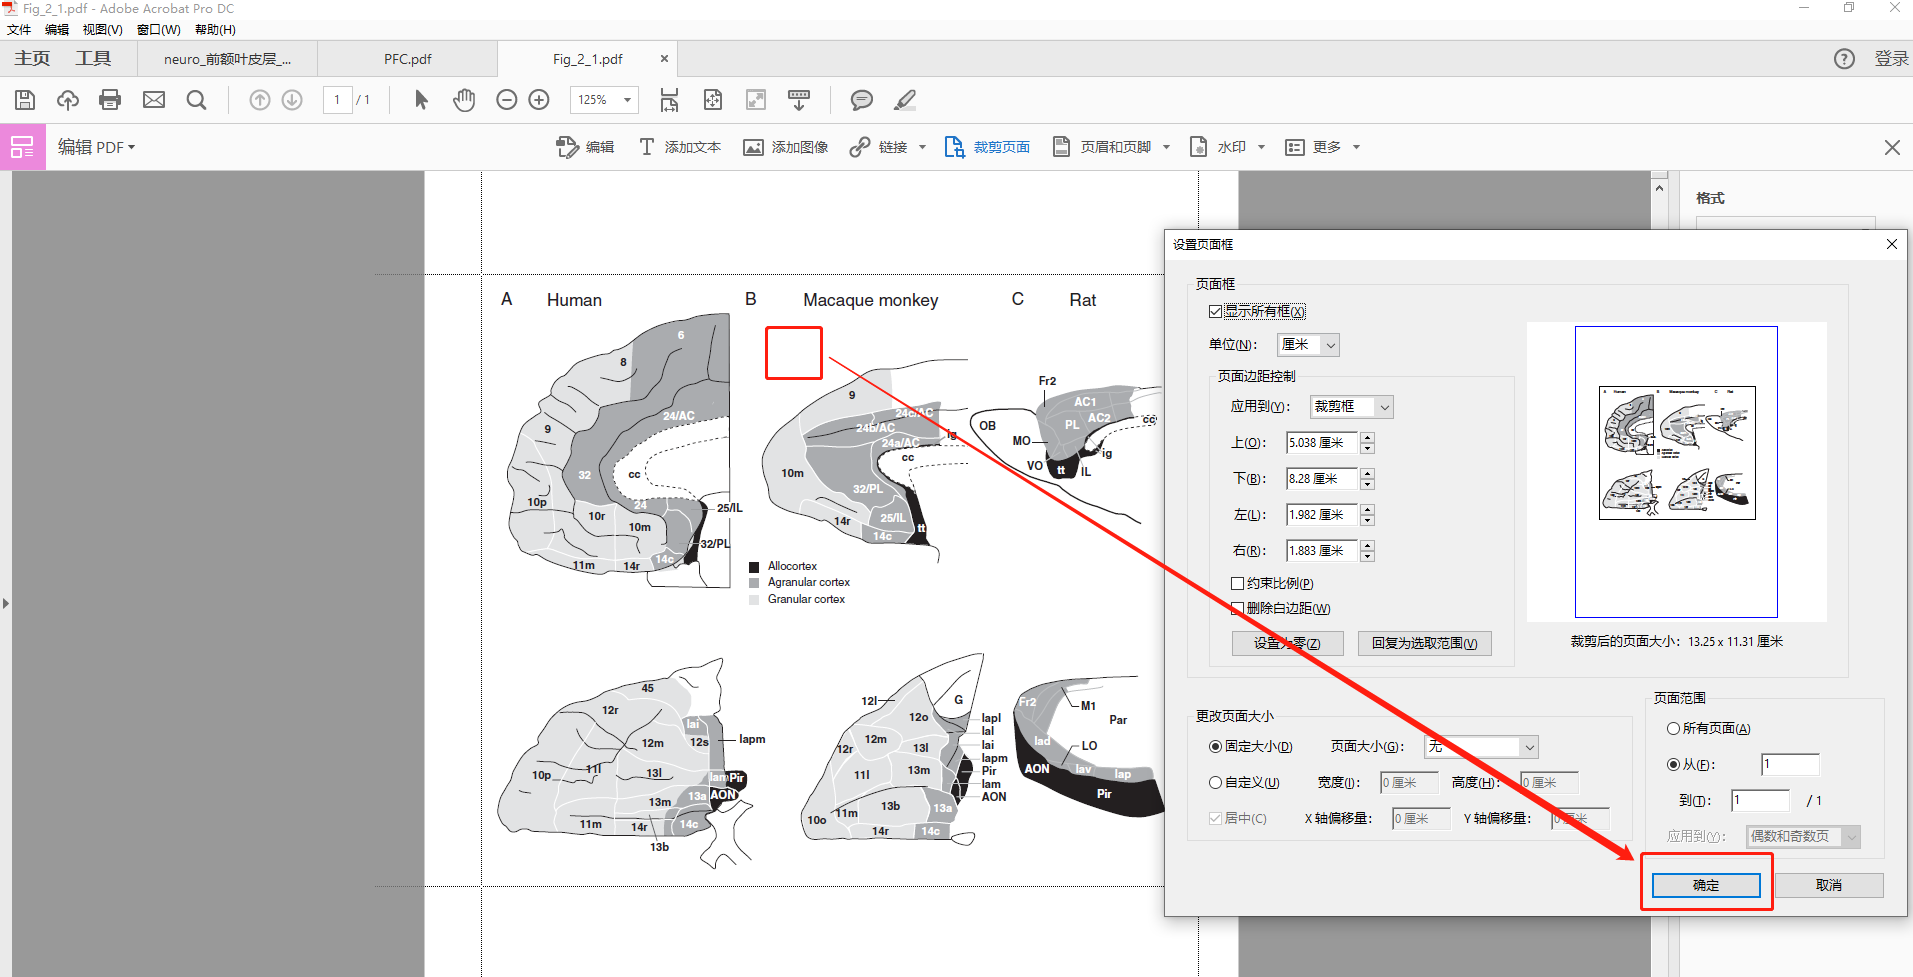 Fig_2_1.pdf - Adobe Acrobat Pro DC
文件 编辑 视图(V) 窗口(W) 帮助(H)
主页 工具 neuro_前额叶皮层_... PFC.pdf Fig_2_1.pdf × ? 登录
1 / 1 125%
编辑 PDF 编辑 添加文本 添加图像 链接 裁剪页面 页眉和页脚 水印 更多
格式
A Human B Macaque monkey C Rat
6
8
24/AC
9
32
cc
24
10p
10r
10m
25/IL
32/PL
14c
11m
14r
9
24c/AC
24b/AC
24a/AC
ig
cc
10m
32/PL
14r
25/IL
tt
14c
Fr2
AC1
AC2
OB
PL
cc
MO
ig
VO
tt
IL
Allocortex
Agranular cortex
Granular cortex
45
12r
lai
12m
12s
lapm
10p
11l
13l
lam
Pir
13m
13a
AON
11m
14r
14c
13b
12l
G
12o
lapl
lal
12r
12m
13l
lai
lapm
11l
13m
Pir
lam
AON
10o
11m
13b
13a
14r
14c
Fr2
M1
Par
lad
LO
AON
lav
lap
Pir
设置页面框
页面框
显示所有框(X)
单位(N): 厘米
页面边距控制
应用到(Y): 裁剪框
上(O): 5.038 厘米
下(B): 8.28 厘米
左(L): 1.982 厘米
右(R): 1.883 厘米
约束比例(P)
删除白边距(W)
设置为零(Z) 回复为选取范围(V)
A Human B Macaque monkey C Rat
裁剪后的页面大小: 13.25 x 11.31 厘米
更改页面大小
固定大小(D) 页面大小(G): 无
自定义(U) 宽度(I): 0 厘米 高度(H): 0 厘米
居中(C) X 轴偏移量: 0 厘米 Y 轴偏移量: 0 厘米
页面范围
所有页面(A)
从(F): 1
到(T): 1 / 1
应用到(Y): 偶数和奇数页
确定 取消